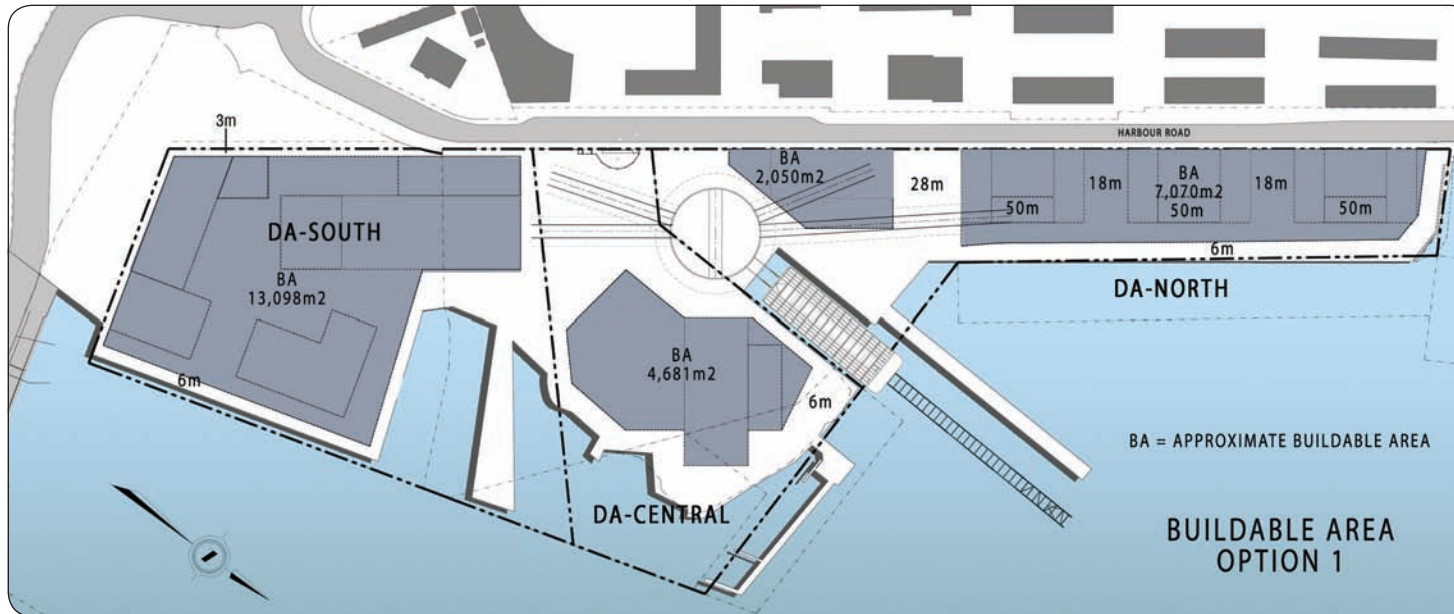 HARBOUR ROAD
3m
BA
2,050m2
28m
18m
BA
7,070m2
18m
50m
50m
50m
DA-SOUTH
6m
BA
13,098m2
DA-NORTH
BA
4,681m2
6m
6m
BA = APPROXIMATE BUILDABLE AREA
DA-CENTRAL
BUILDABLE AREA
OPTION 1